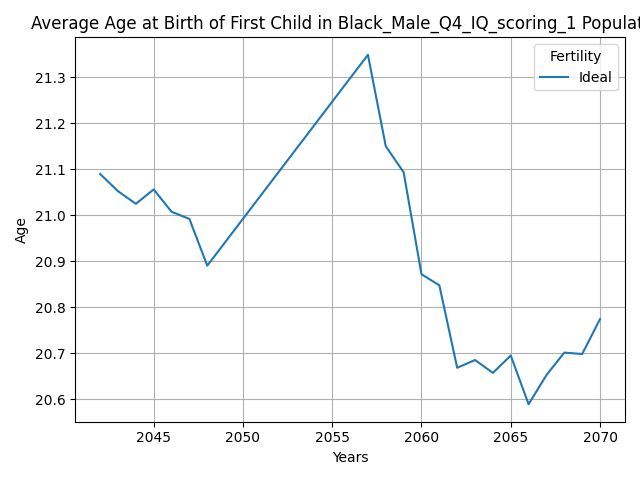 Average Age at Birth of First Child in Black_Male_Q4_IQ_scoring_1 Populat
Fertility
Ideal
21.3
21.2
21.1
21.0
20.9
20.8
20.7
20.6
Age
2045 2050 2055 2060 2065 2070
Years